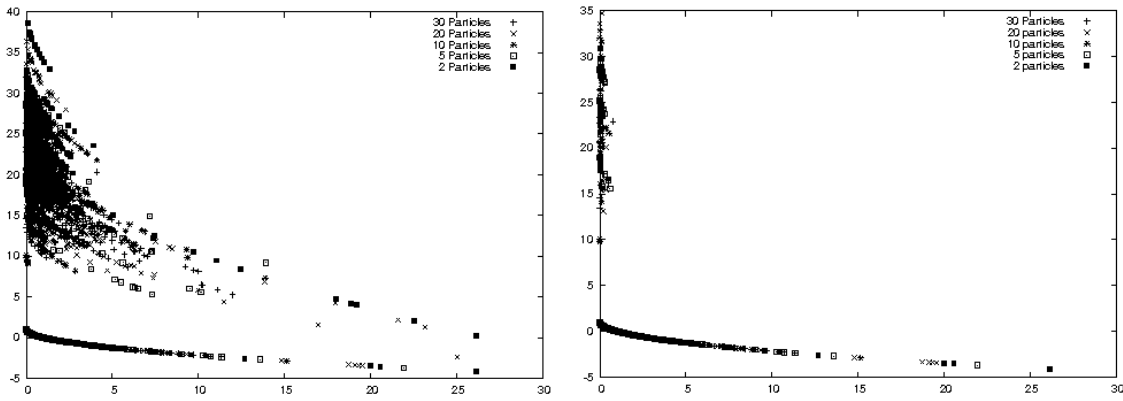 40
35
30
25
20
15
10
5
0
-5
0 5 10 15 20 25 30
30 Particles
20 Particles
10 Particles
5 Particles
2 Particles
35
30
25
20
15
10
5
0
-5
0 5 10 15 20 25 30
30 Particles
20 particles
10 particles
5 particles
2 particles